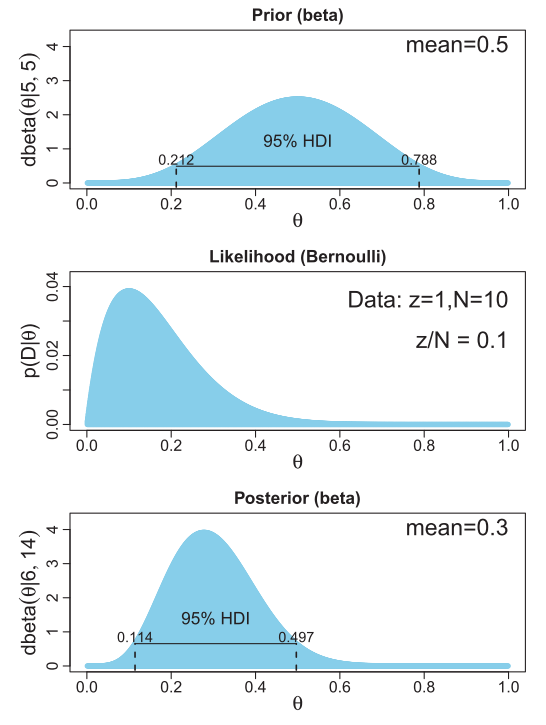 Prior (beta)
mean=0.5
dbeta(θ|5, 5)
4
3
2
1
0
95% HDI
0.212
0.788
0.0 0.2 0.4 0.6 0.8 1.0
θ
Likelihood (Bernoulli)
Data: z=1,N=10
z/N = 0.1
p(D|θ)
0.04
0.02
0.00
0.0 0.2 0.4 0.6 0.8 1.0
θ
Posterior (beta)
mean=0.3
dbeta(θ|6, 14)
4
3
2
1
0
95% HDI
0.114
0.497
0.0 0.2 0.4 0.6 0.8 1.0
θ